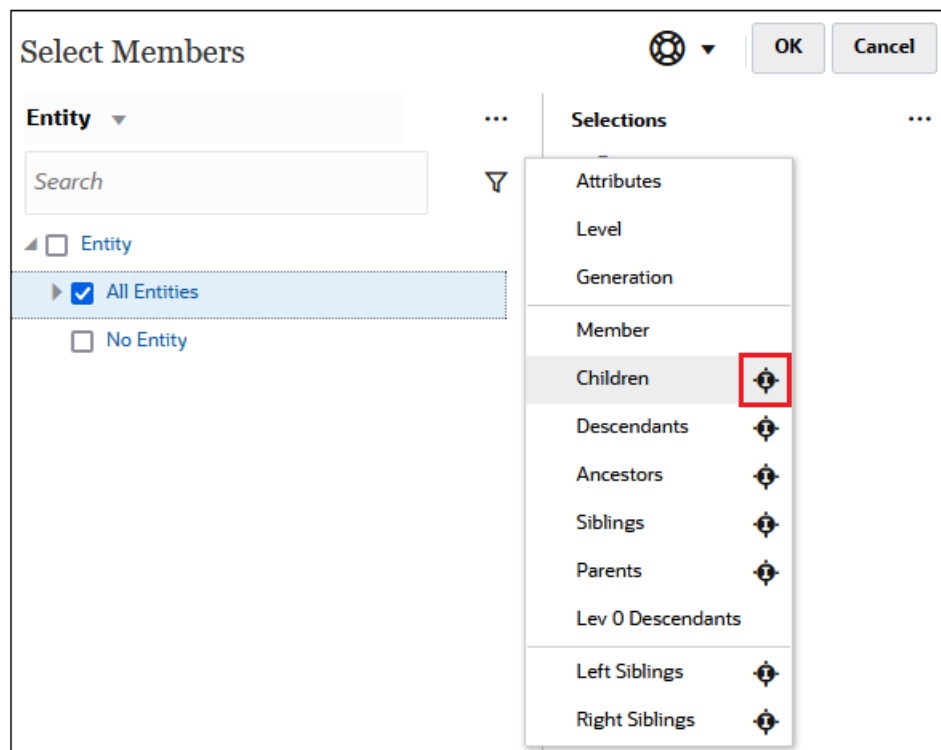 Select Members
OK
Cancel
Entity
Selections
Search
Entity
All Entities
No Entity
Attributes
Level
Generation
Member
Children
Descendants
Ancestors
Siblings
Parents
Lev 0 Descendants
Left Siblings
Right Siblings